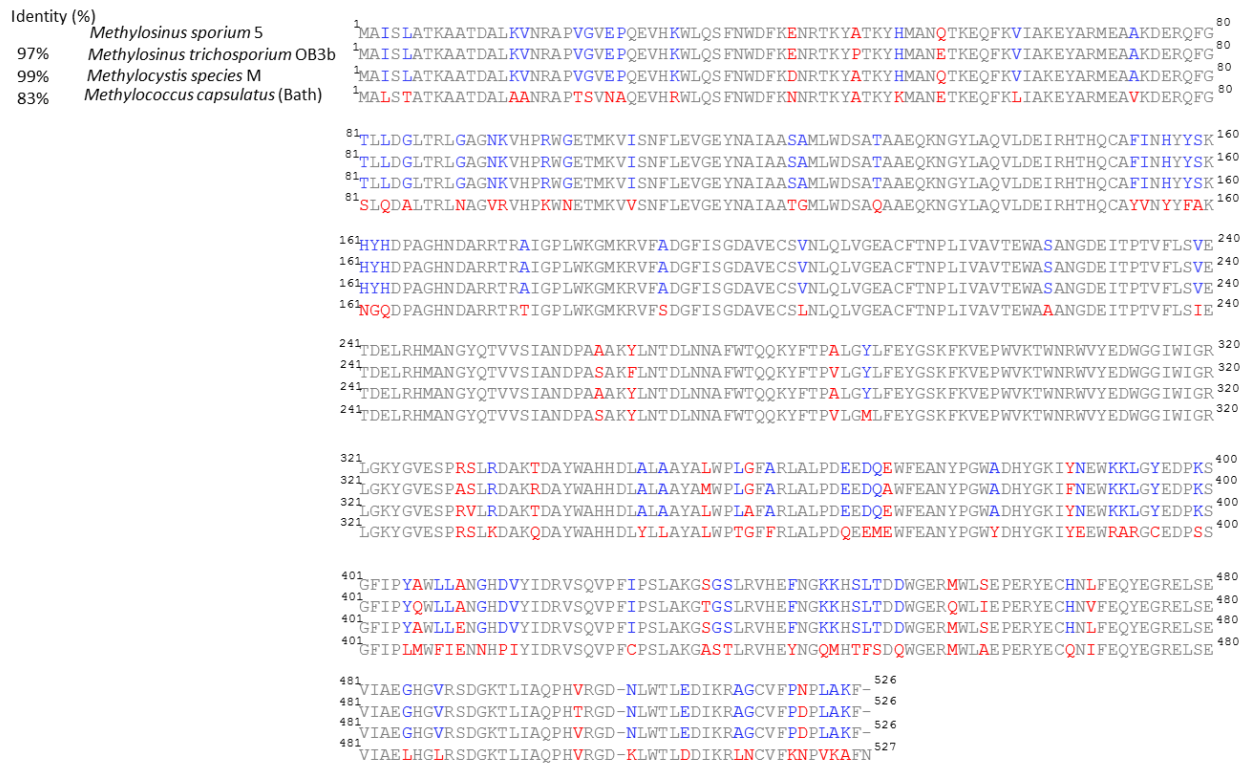 Identity (%)
Methylosinus sporium 5
1 MAISLATKAATDALKVNRAPVGVEPQEVHKWLQSFNWDFKENRTKYATKYHMANQTKEQFKVIAKEYARMEAAKDERQFG 80
97% Methylosinus trichosporium OB3b
1 MAISLATKAATDALKVNRAPVGVEPQEVHKWLQSFNWDFKENRTKYPTKYHMANETKEQFKVIAKEYARMEAAKDERQFG 80
99% Methylocystis species M
1 MAISLATKAATDALKVNRAPVGVEPQEVHKWLQSFNWDFKDNRTKYATKYHMANQTKEQFKVIAKEYARMEAAKDERQFG 80
83% Methylococcus capsulatus (Bath)
1 MALSTATKAATDALAANRAPTSVNAQEVHRWLQSFNWDFKNNRTKYATKYKMANETKEQFKLIAKEYARMEAVKDERQFG 80
81 TLLDGLTRLGAGNKVHPRWGETMKVISNFLEVGEYNAIAASAMLWDSATAAEQKNGYLAQVLDEIRHTHQCAFINHYYSK 160
81 TLLDGLTRLGAGNKVHPRWGETMKVISNFLEVGEYNAIAASAMLWDSATAAEQKNGYLAQVLDEIRHTHQCAFINHYYSK 160
81 TLLDGLTRLGAGNKVHPRWGETMKVISNFLEVGEYNAIAASAMLWDSATAAEQKNGYLAQVLDEIRHTHQCAFINHYYSK 160
81 SLQDALTRLNAGVRVHPKWNETMKVVSNFLEVGEYNAIAATGMLWDSAQAAEQKNGYLAQVLDEIRHTHQCAYVNYYFAK 160
161 HYHDPAGHNDARRTRAIGPLWKGMKRVFADGFISGDAVECSVNLQLVGEACFTNPLIVAVTEWASANGDEITPTVFLSVE 240
161 HYHDPAGHNDARRTRAIGPLWKGMKRVFADGFISGDAVECSVNLQLVGEACFTNPLIVAVTEWASANGDEITPTVFLSVE 240
161 HYHDPAGHNDARRTRAIGPLWKGMKRVFADGFISGDAVECSVNLQLVGEACFTNPLIVAVTEWASANGDEITPTVFLSVE 240
161 NGQDPAGHNDARRTRTIGPLWKGMKRVFSDGFISGDAVECSLNLQLVGEACFTNPLIVAVTEWAAANGDEITPTVFLSIE 240
241 TDELRHMANGYQTVVSIANDPAAAKYLNTDLNNAFWTQQKYFTPALGYLFEYGSKFKVEPWVKTWNRWVYEDWGGIWIGR 320
241 TDELRHMANGYQTVVSIANDPASAKFLNTDLNNAFWTQQKYFTPVLGYLFEYGSKFKVEPWVKTWNRWVYEDWGGIWIGR 320
241 TDELRHMANGYQTVVSIANDPAAAKYLNTDLNNAFWTQQKYFTPALGYLFEYGSKFKVEPWVKTWNRWVYEDWGGIWIGR 320
241 TDELRHMANGYQTVVSIANDPASAKYLNTDLNNAFWTQQKYFTPVLGMLFEYGSKFKVEPWVKTWNRWVYEDWGGIWIGR 320
321 LGKYGVESPRSLRDAKTDAYWAHHDLALAAYALWPLGFARLALPDEEDQEWFEANYPGWADHYGKIYNEWKKLGYEDPKS 400
321 LGKYGVESPASLRDAKRDAYWAHHDLALAAYAMWPLGFARLALPDEEDQAWFEANYPGWADHYGKIFNEWKKLGYEDPKS 400
321 LGKYGVESPRVLRDAKTDAYWAHHDLALAAYALWPLAFARLALPDEEDQEWFEANYPGWADHYGKIYNEWKKLGYEDPKS 400
321 LGKYGVESPRSLKDAKQDAYWAHHDLYLLAYALWPTGFFRLALPDQEEMEWFEANYPGWYDHYGKIYEEWRARGCEDPSS 400
401 GFIPYAWLLANGHDVYIDRVSQVPFIPSLAKGSGSLRVHEFNGKKHSLTDDWGERMWLSEPERYECHNLFEQYEGRELSE 480
401 GFIPYQWLLANGHDVYIDRVSQVPFIPSLAKGTGSLRVHEFNGKKHSLTDDWGERQWLIEPERYECHNVFEQYEGRELSE 480
401 GFIPYAWLLENGHDVYIDRVSQVPFIPSLAKGSGSLRVHEFNGKKHSLTDDWGERMWLSEPERYECHNLFEQYEGRELSE 480
401 GFIPLMWFIENNHPIYIDRVSQVPFCPSLAKGASTLRVHEYNGQMHTFSDQWGERMWLAEPERYECQNIFEQYEGRELSE 480
481 VIAEGHGVRSDGKTLIAQPHVRGD-NLWTLEDIKRAGCVFPNPLAKF- 526
481 VIAEGHGVRSDGKTLIAQPHTRGD-NLWTLEDIKRAGCVFPDPLAKF- 526
481 VIAEGHGVRSDGKTLIAQPHVRGD-NLWTLEDIKRAGCVFPDPLAKF- 526
481 VIAELHGLRSDGKTLIAQPHVRGD-KLWTLDDIKRLNCVFKNPVKAFN 527